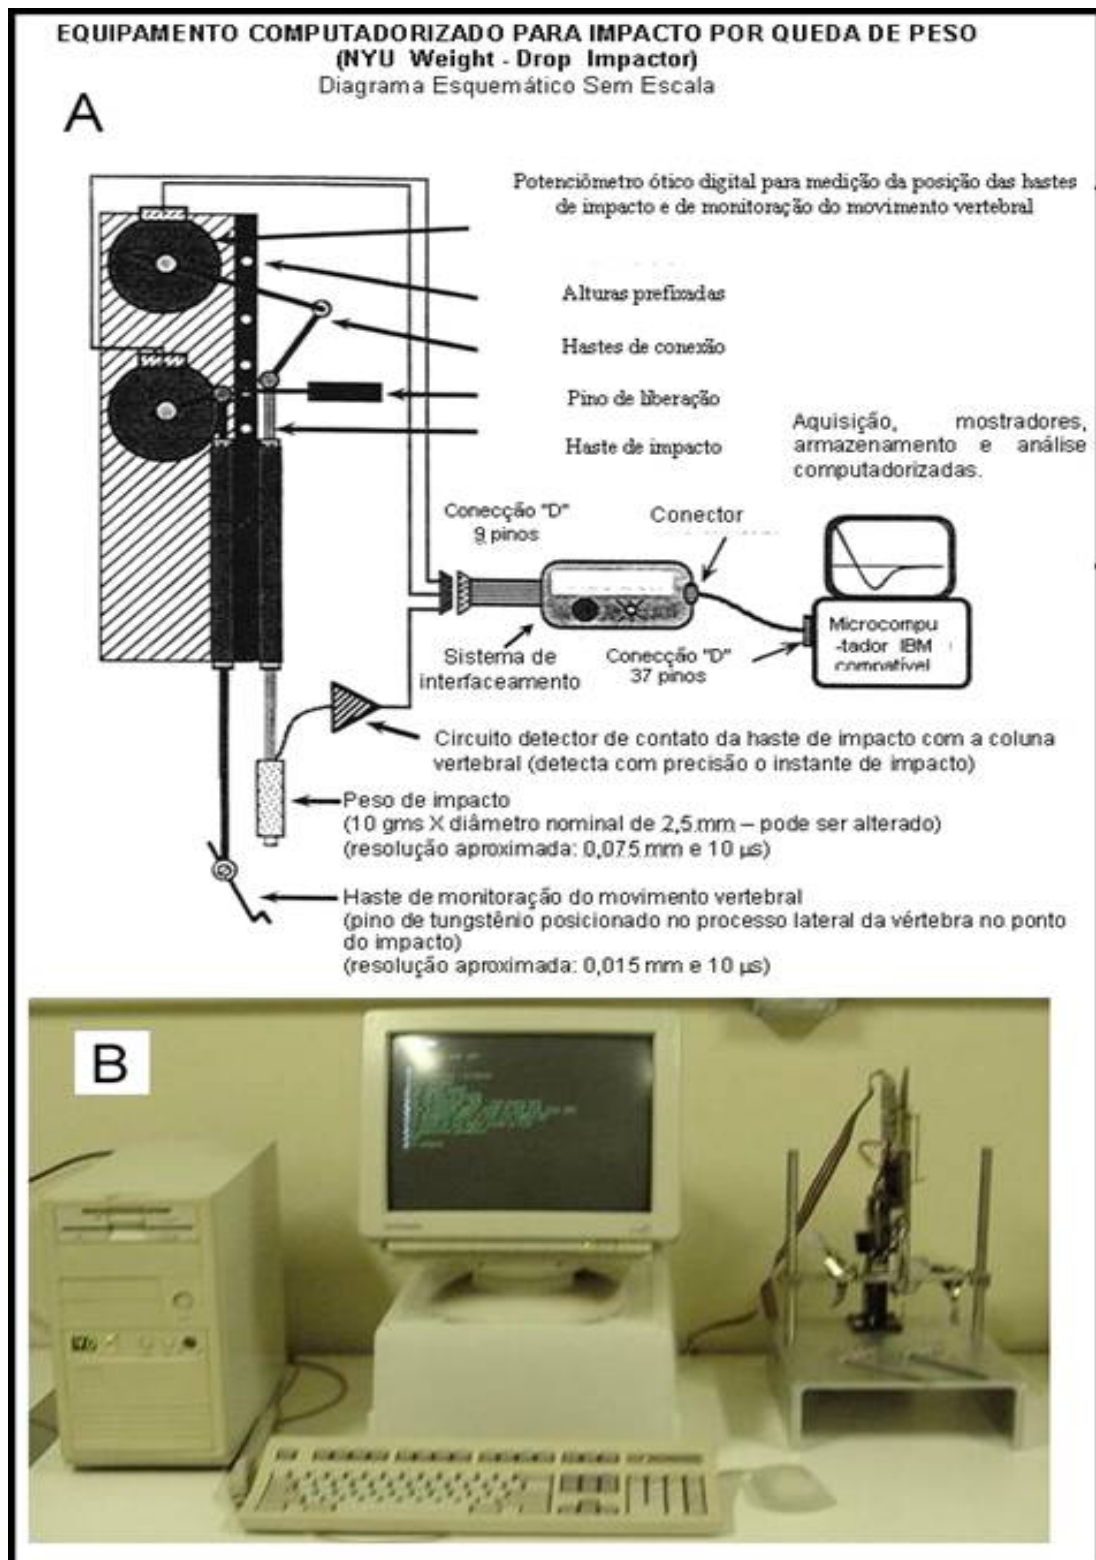 EQUIPAMENTO COMPUTADORIZADO PARA IMPACTO POR QUEDA DE PESO
(NYU Weight - Drop Impactor)
Diagrama Esquemático Sem Escala
A
Potenciômetro ótico digital para medição da posição das hastes
de impacto e de monitoração do movimento vertebral
Alturas prefixadas
Hastes de conexão
Pino de liberação
Haste de impacto
Aquisição, mostradores,
armazenamento e análise
computadorizadas.
Conecção "D"
9 pinos
Conector
Sistema de
interfaceamento
Conecção "D"
37 pinos
Microcompu
-tador IBM
compatível
Circuito detector de contato da haste de impacto com a coluna
vertebral (detecta com precisão o instante de impacto)
Peso de impacto
(10 gms X diâmetro nominal de 2,5 mm – pode ser alterado)
(resolução aproximada: 0,075 mm e 10 µs)
Haste de monitoração do movimento vertebral
(pino de tungstênio posicionado no processo lateral da vértebra no ponto
do impacto)
(resolução aproximada: 0,015 mm e 10 µs)
B